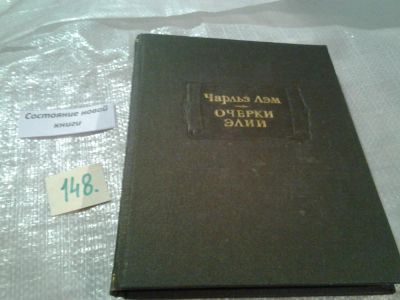 Состояние новой
книги
148.
Чарльз Лэм
ОЧЕРКИ
ЭЛИИ